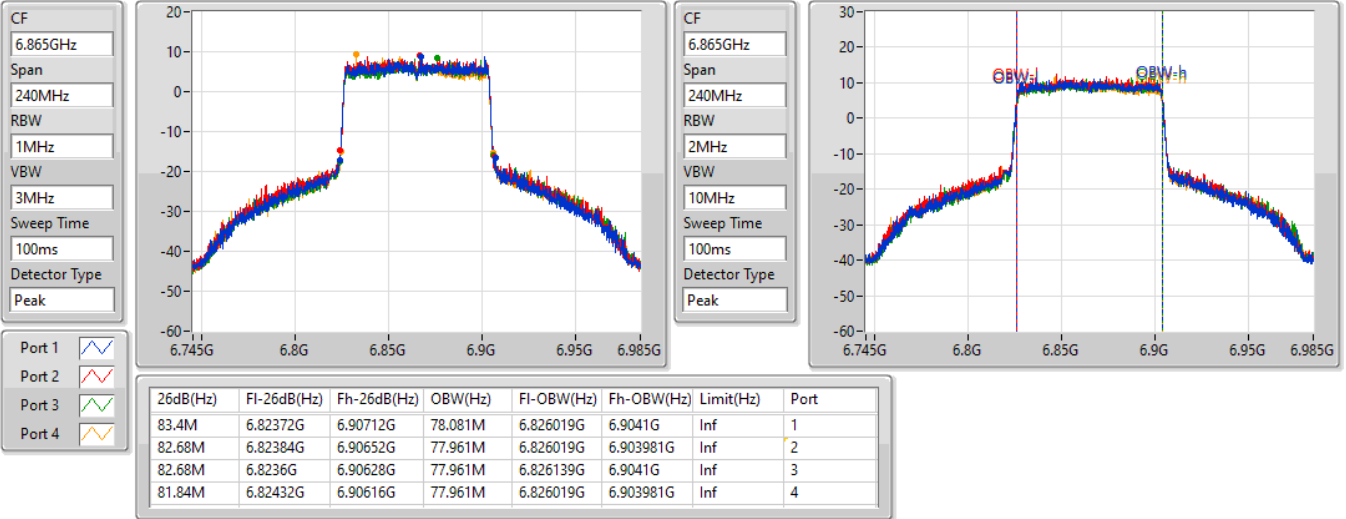 CF
6.865GHz
Span
240MHz
RBW
1MHz
VBW
3MHz
Sweep Time
100ms
Detector Type
Peak
20
10
0
-10
-20
-30
-40
-50
-60
6.745G 6.8G 6.85G 6.9G 6.95G 6.985G
CF
6.865GHz
Span
240MHz
RBW
2MHz
VBW
10MHz
Sweep Time
100ms
Detector Type
Peak
30
20
10
0
-10
-20
-30
-40
-50
-60
OBW-l OBW-h
6.745G 6.8G 6.85G 6.9G 6.95G 6.985G
Port 1
Port 2
Port 3
Port 4
26dB(Hz) Fl-26dB(Hz) Fh-26dB(Hz) OBW(Hz) Fl-OBW(Hz) Fh-OBW(Hz) Limit(Hz) Port
83.4M 6.82372G 6.90712G 78.081M 6.826019G 6.9041G Inf 1
82.68M 6.82384G 6.90652G 77.961M 6.826019G 6.903981G Inf 2
82.68M 6.8236G 6.90628G 77.961M 6.826139G 6.9041G Inf 3
81.84M 6.82432G 6.90616G 77.961M 6.826019G 6.903981G Inf 4